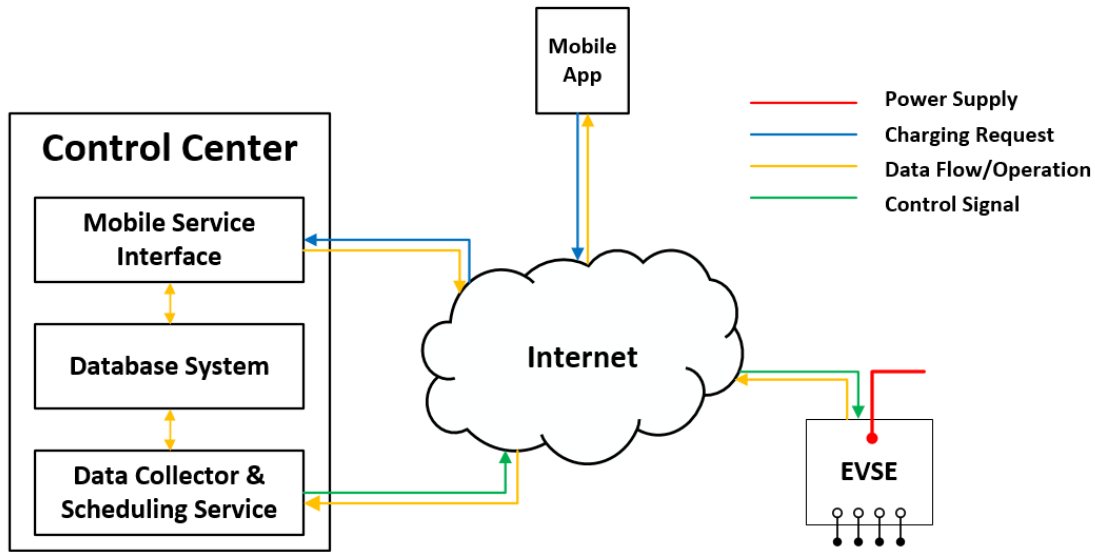 Mobile
App
Power Supply
Charging Request
Data Flow/Operation
Control Signal
Control Center
Mobile Service
Interface
Database System
Data Collector &
Scheduling Service
Internet
EVSE